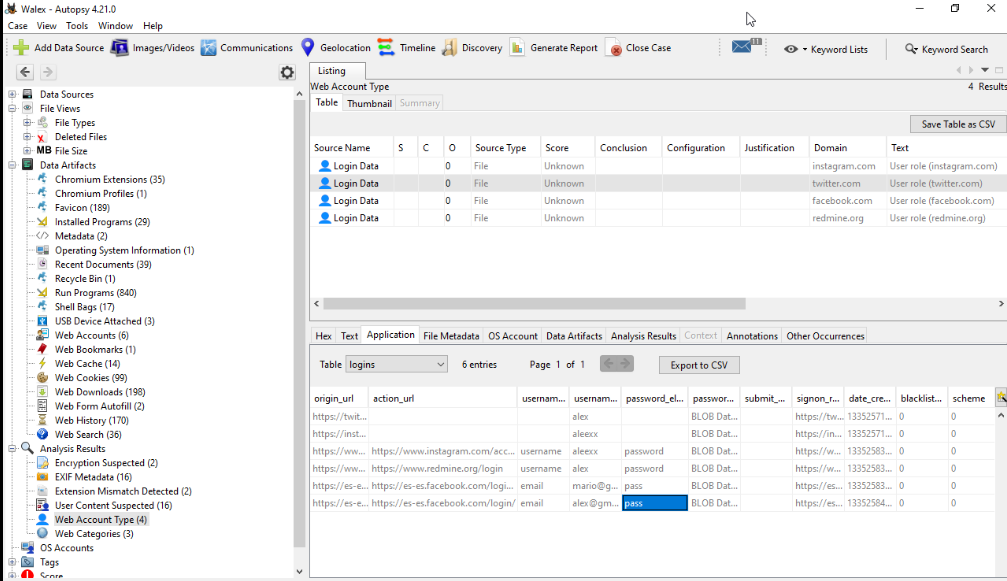 Walex - Autopsy 4.21.0
Case View Tools Window Help
Add Data Source Images/Videos Communications Geolocation Timeline Discovery Generate Report Close Case 11 Keyword Lists Keyword Search
Listing
Web Account Type
4 Results
Table Thumbnail Summary
Save Table as CSV
Source Name S C O Source Type Score Conclusion Configuration Justification Domain Text
Login Data 0 File Unknown instagram.com User role (instagram.com)
Login Data 0 File Unknown twitter.com User role (twitter.com)
Login Data 0 File Unknown facebook.com User role (facebook.com)
Login Data 0 File Unknown redmine.org User role (redmine.org)
Data Sources
File Views
File Types
Deleted Files
MB File Size
Data Artifacts
Chromium Extensions (35)
Chromium Profiles (1)
Favicon (189)
Installed Programs (29)
Metadata (2)
Operating System Information (1)
Recent Documents (39)
Recycle Bin (1)
Run Programs (840)
Shell Bags (17)
USB Device Attached (3)
Web Accounts (6)
Web Bookmarks (1)
Web Cache (14)
Web Cookies (99)
Web Downloads (198)
Web Form Autofill (2)
Web History (170)
Web Search (36)
Analysis Results
Encryption Suspected (2)
EXIF Metadata (16)
Extension Mismatch Detected (2)
User Content Suspected (16)
Web Account Type (4)
Web Categories (3)
OS Accounts
Tags
Score
Hex Text Application File Metadata OS Account Data Artifacts Analysis Results Context Annotations Other Occurrences
Table logins 6 entries Page 1 of 1 Export to CSV
origin_url action_url usernam... usernam... password_el... passwor... submit_... signon_r... date_cre... blacklist... scheme
https://twit... alex BLOB Dat... https://tw... 13352571... 0 0
https://inst... aleexx BLOB Dat... https://in... 13352571... 0 0
https://ww... https://www.instagram.com/acc... username aleexx password BLOB Dat... https://w... 13352583... 0 0
https://ww... https://www.redmine.org/login username alex password BLOB Dat... https://w... 13352583... 0 0
https://es-e... https://es-es.facebook.com/logi... email mario@g... pass BLOB Dat... https://es... 13352583... 0 0
https://es-e... https://es-es.facebook.com/login/ email alex@gm... pass BLOB Dat... https://es... 13352584... 0 0